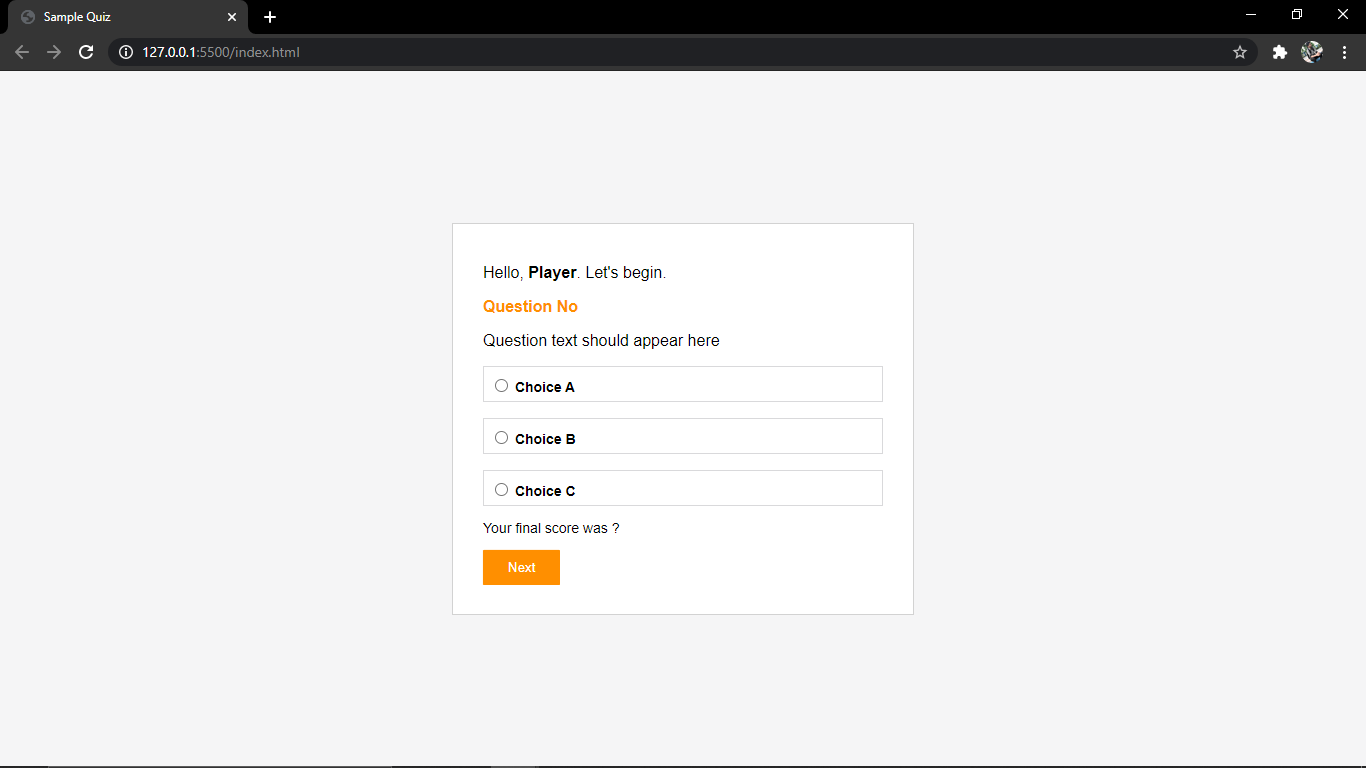 Sample Quiz
127.0.0.1:5500/index.html
Hello, Player. Let's begin.
Question No
Question text should appear here
Choice A
Choice B
Choice C
Your final score was ?
Next